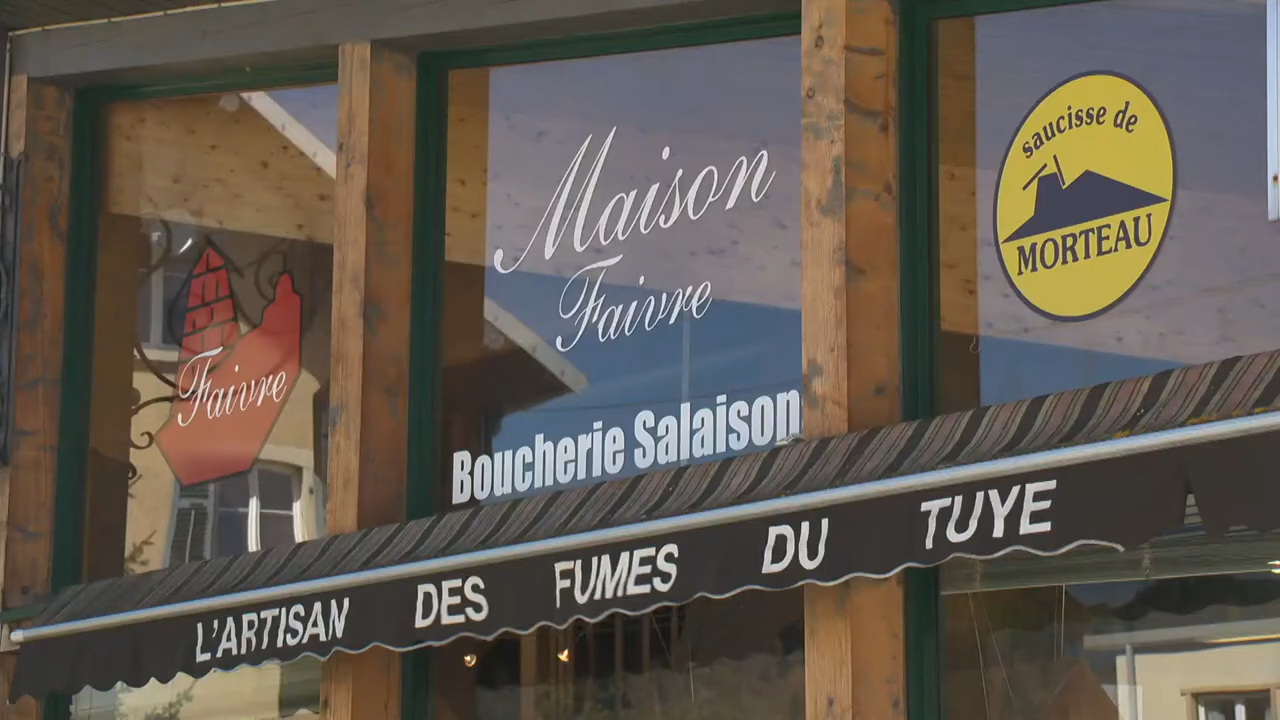 Faivre
Maison
Faivre
Boucherie Salaison
saucisse de
MORTEAU
L'ARTISAN DES FUMES DU TUYE